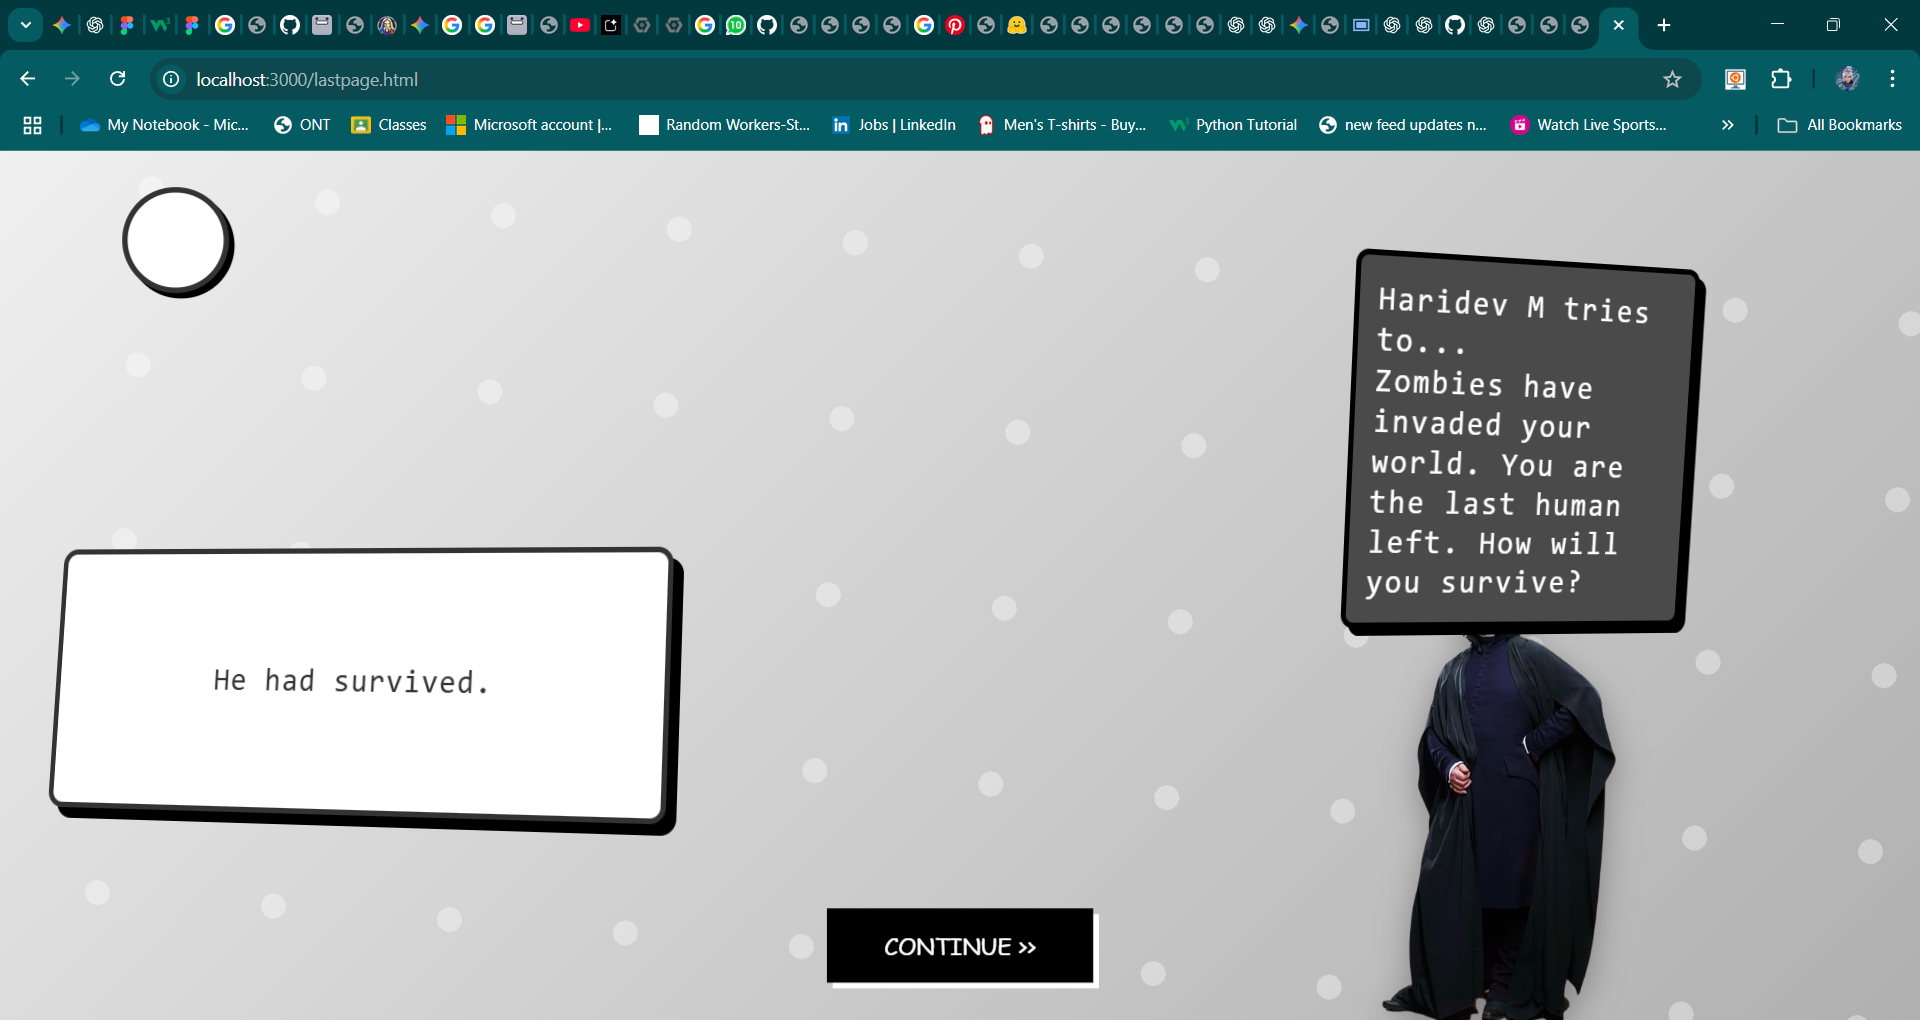 localhost:3000/lastpage.html
My Notebook - Mic...
ONT
Classes
Microsoft account |...
Random Workers-St...
Jobs | LinkedIn
Men's T-shirts - Buy...
Python Tutorial
new feed updates n...
Watch Live Sports...
All Bookmarks
Haridev M tries
to...
Zombies have
invaded your
world. You are
the last human
left. How will
you survive?
He had survived.
CONTINUE >>